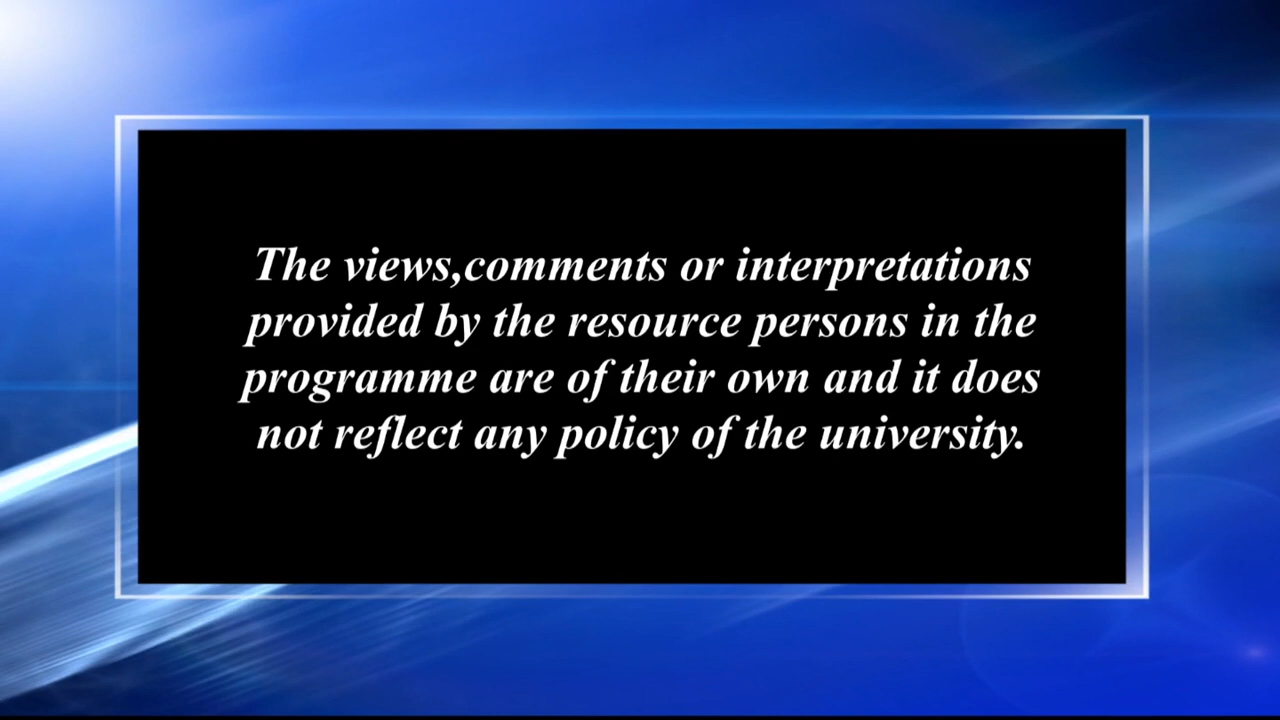 The views,comments or interpretations
provided by the resource persons in the
programme are of their own and it does
not reflect any policy of the university.